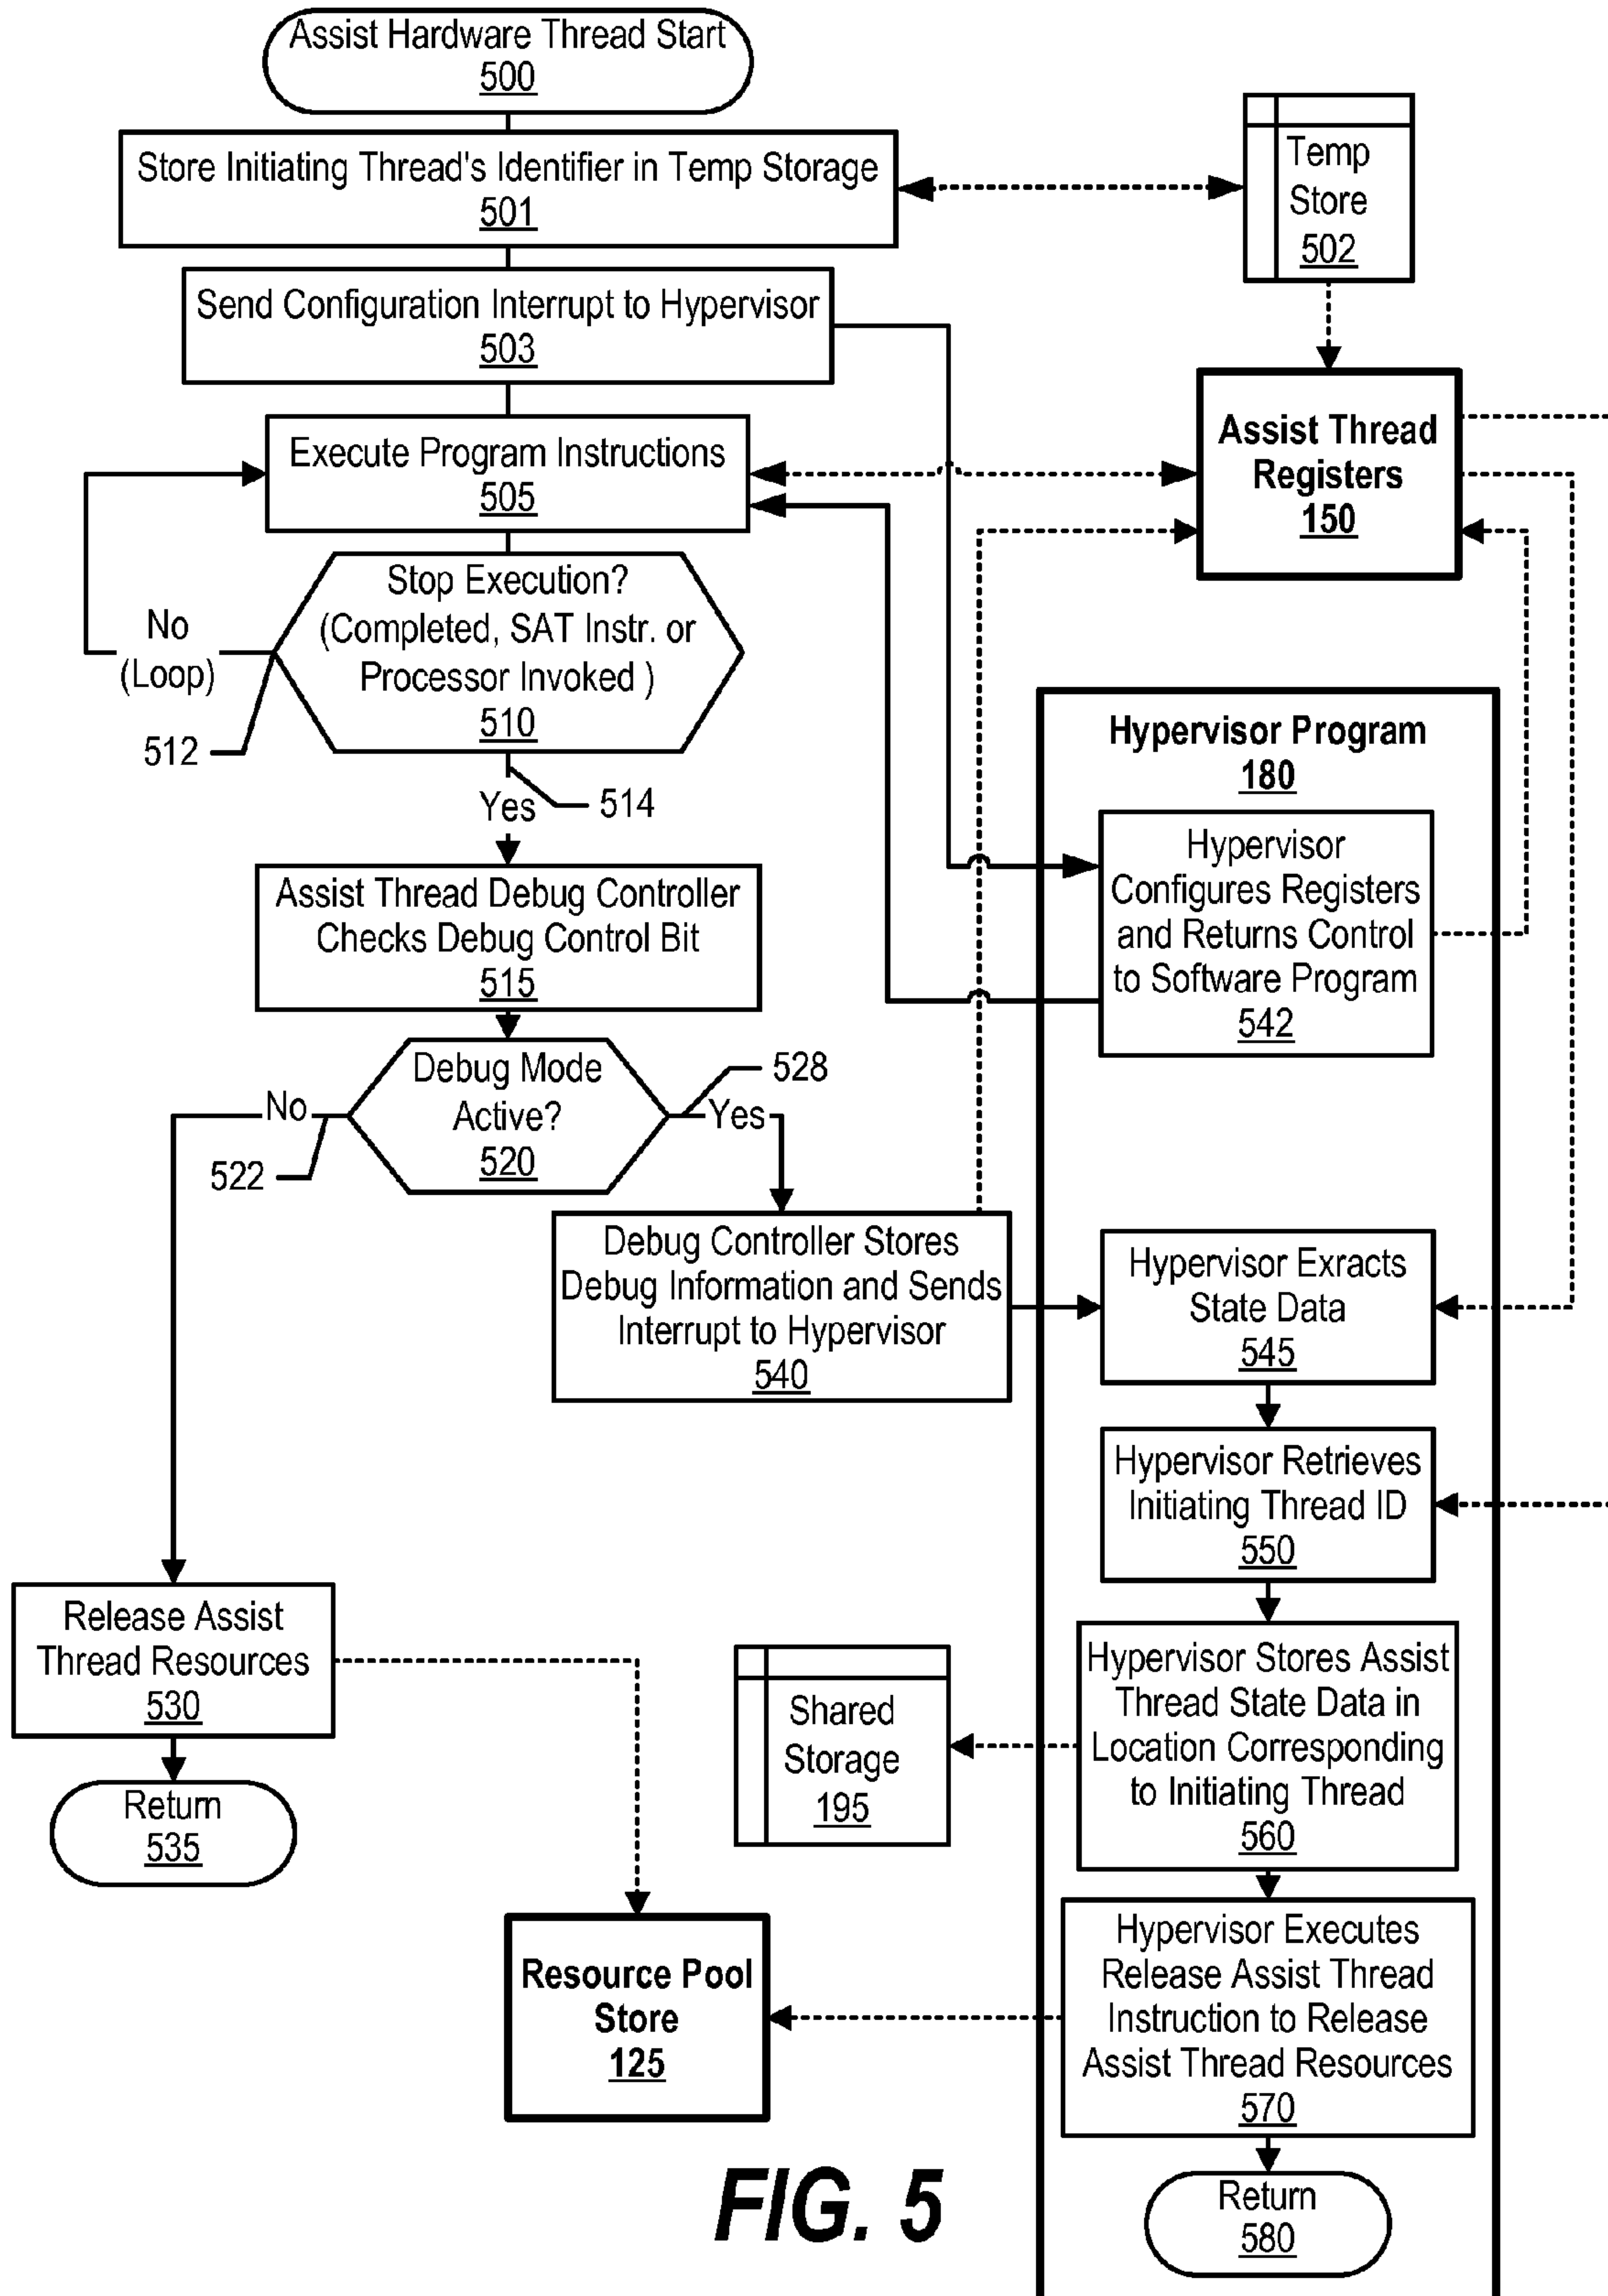 Assist Hardware Thread Start
500
Store Initiating Thread's Identifier in Temp Storage
501
Temp
Store
502
Send Configuration Interrupt to Hypervisor
503
Assist Thread
Registers
150
Execute Program Instructions
505
Stop Execution?
(Completed, SAT Instr. or
Processor Invoked )
510
No
(Loop)
512
Yes
514
Hypervisor Program
180
Hypervisor
Configures Registers
and Returns Control
to Software Program
542
Assist Thread Debug Controller
Checks Debug Control Bit
515
Debug Mode
Active?
520
No
522
528
Yes
Debug Controller Stores
Debug Information and Sends
Interrupt to Hypervisor
540
Hypervisor Exracts
State Data
545
Hypervisor Retrieves
Initiating Thread ID
550
Release Assist
Thread Resources
530
Return
535
Shared
Storage
195
Hypervisor Stores Assist
Thread State Data in
Location Corresponding
to Initiating Thread
560
Resource Pool
Store
125
Hypervisor Executes
Release Assist Thread
Instruction to Release
Assist Thread Resources
570
Return
580
FIG. 5